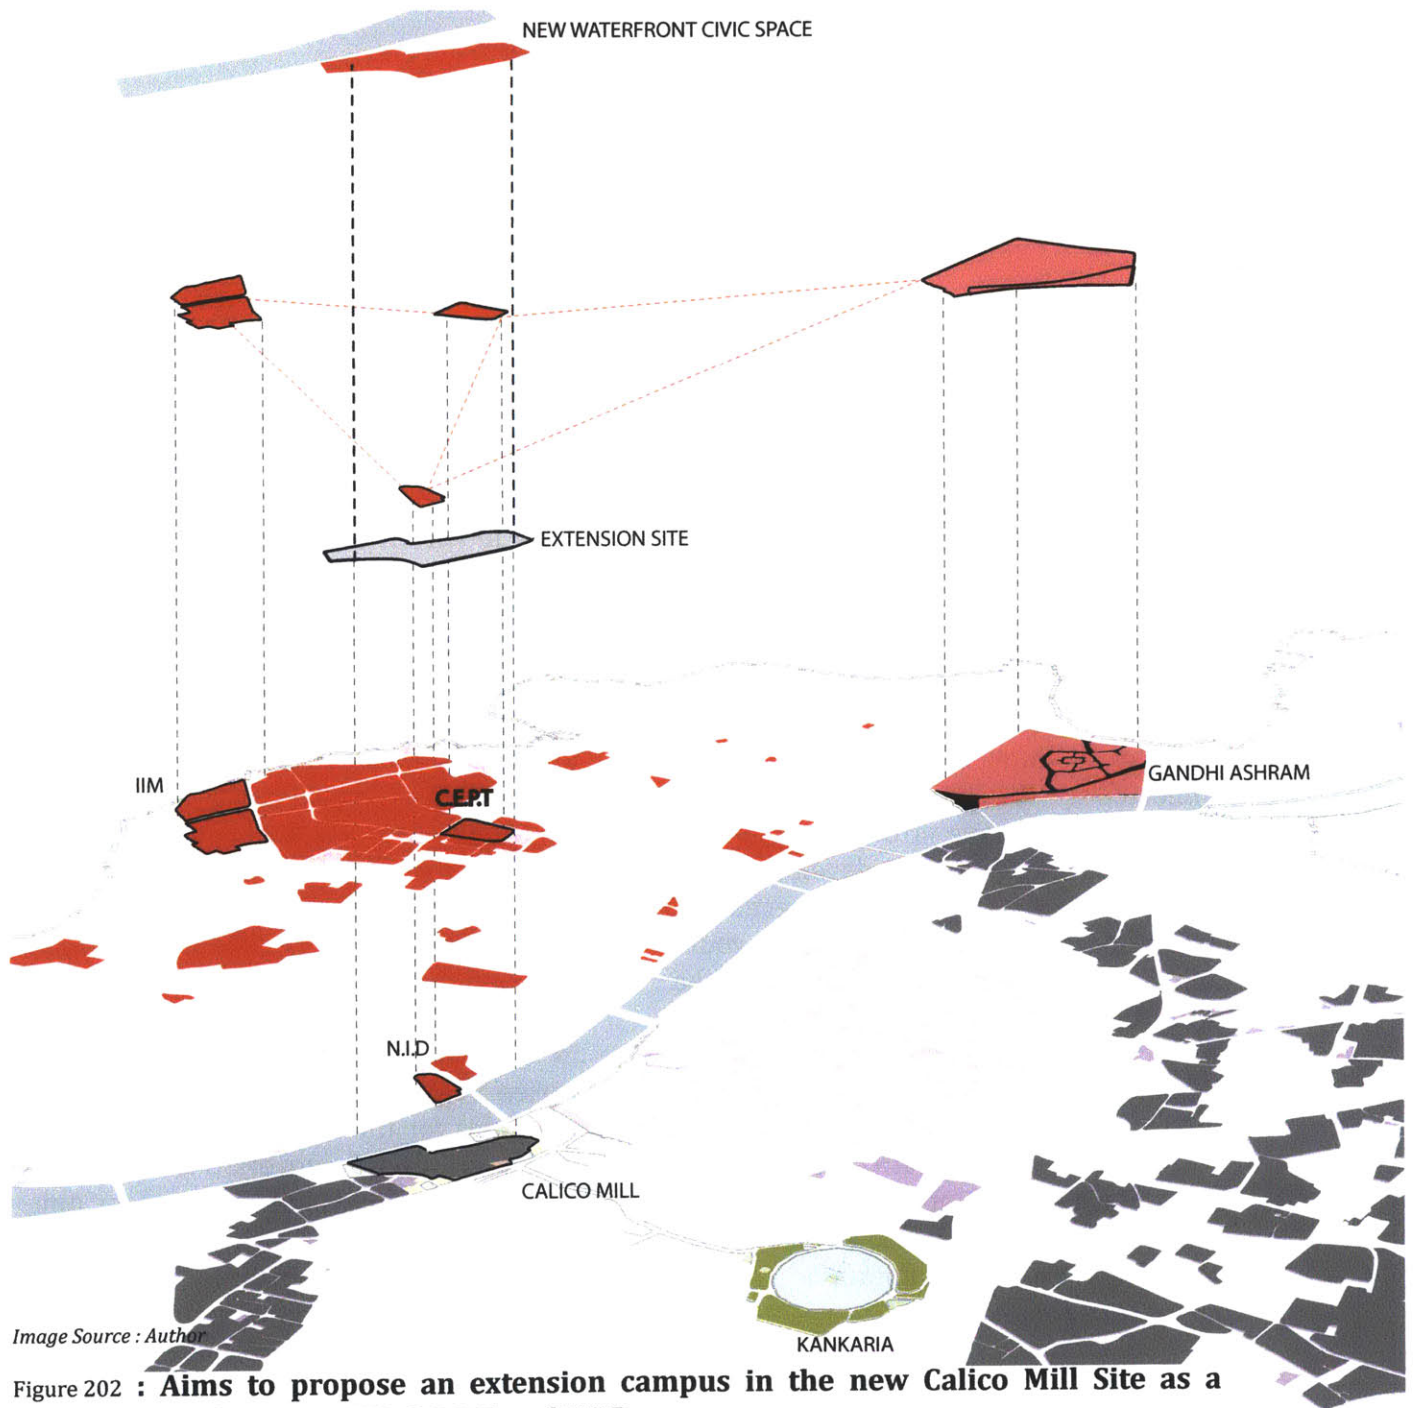 NEW WATERFRONT CIVIC SPACE
EXTENSION SITE
IIM
C.E.P.T
GANDHI ASHRAM
N.I.D
CALICO MILL
KANKARIA
Image Source : Author
Figure 202 : Aims to propose an extension campus in the new Calico Mill Site as a